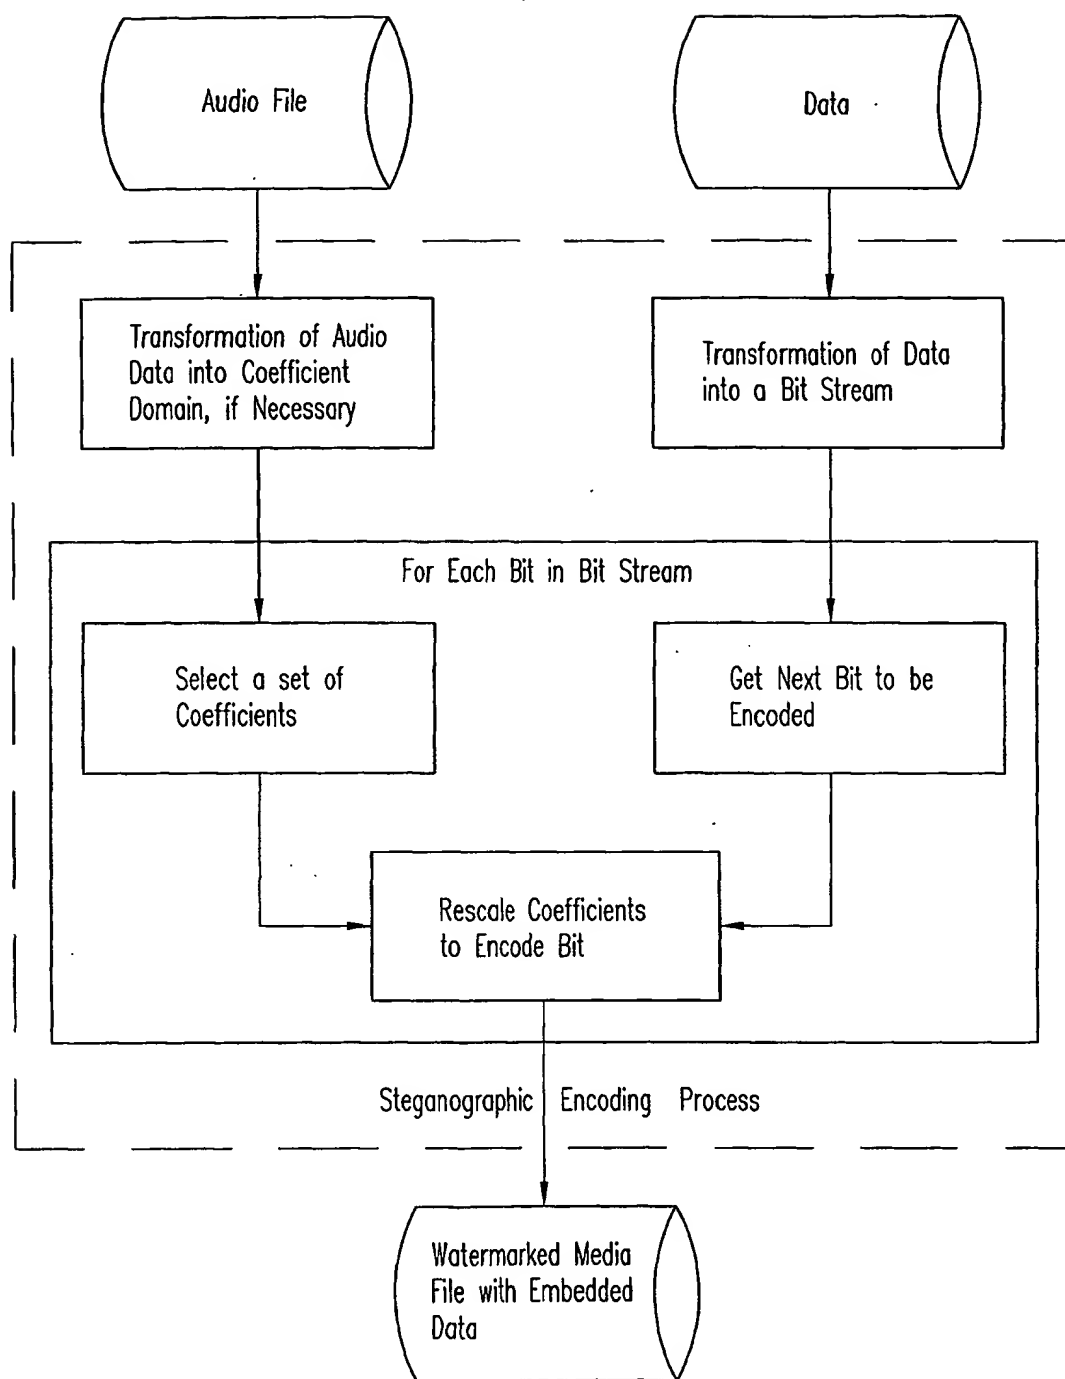 Audio File
Data
Transformation of Audio
Data into Coefficient
Domain, if Necessary
Transformation of Data
into a Bit Stream
For Each Bit in Bit Stream
Select a set of
Coefficients
Get Next Bit to be
Encoded
Rescale Coefficients
to Encode Bit
Steganographic Encoding Process
Watermarked Media
File with Embedded
Data